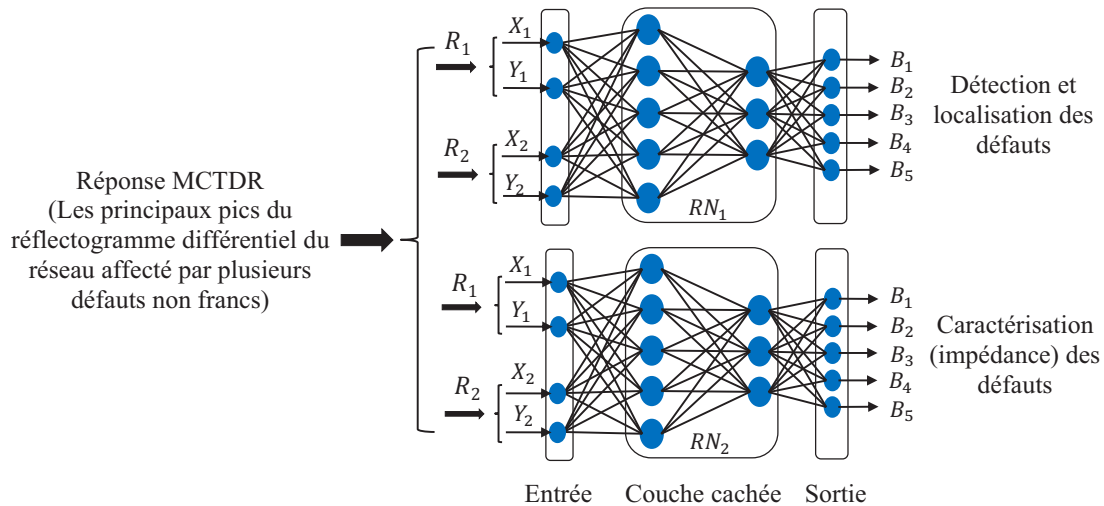 Réponse MCTDR
(Les principaux pics du
réflectogramme différentiel du
réseau affecté par plusieurs
défauts non francs)
R₁
X₁
Y₁
R₂
X₂
Y₂
RN₁
B₁
B₂
B₃
B₄
B₅
Détection et
localisation des
défauts
R₁
X₁
Y₁
R₂
X₂
Y₂
RN₂
B₁
B₂
B₃
B₄
B₅
Caractérisation
(impédance) des
défauts
Entrée
Couche cachée
Sortie